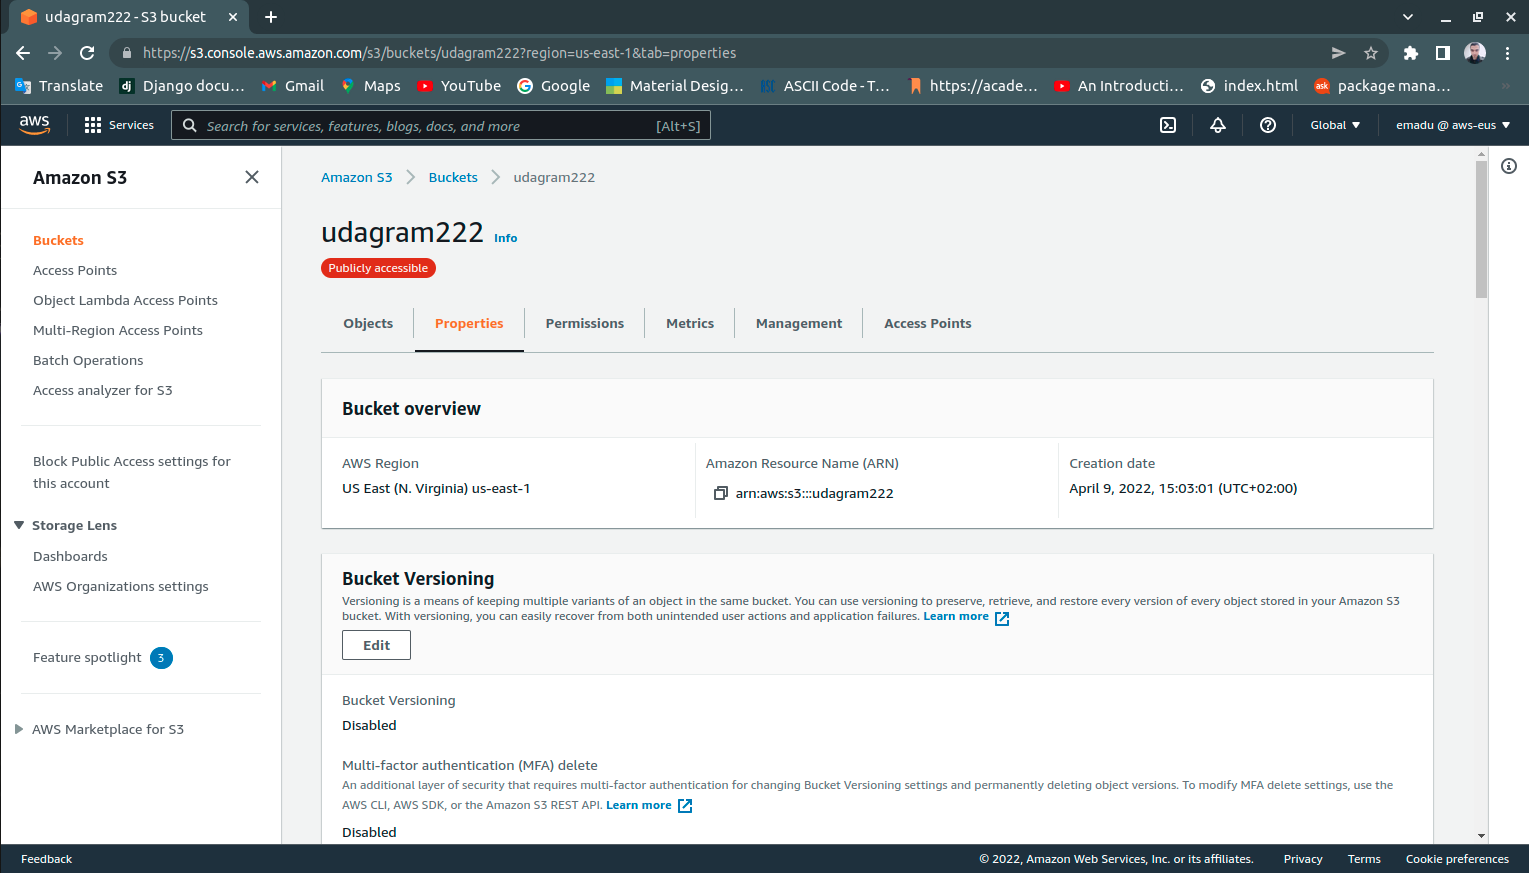 udagram222 - S3 bucket
https://s3.console.aws.amazon.com/s3/buckets/udagram222?region=us-east-1&tab=properties
Translate
dj Django docu...
Gmail
Maps
YouTube
Google
Material Desig...
ASCII Code - T...
https://acade...
An Introducti...
index.html
ask package mana...
aws
Services
Search for services, features, blogs, docs, and more [Alt+S]
Global
emadu @ aws-eus
Amazon S3
Buckets
Access Points
Object Lambda Access Points
Multi-Region Access Points
Batch Operations
Access analyzer for S3
Block Public Access settings for
this account
Storage Lens
Dashboards
AWS Organizations settings
Feature spotlight 3
AWS Marketplace for S3
Amazon S3 Buckets udagram222
udagram222 Info
Publicly accessible
Objects Properties Permissions Metrics Management Access Points
Bucket overview
AWS Region
US East (N. Virginia) us-east-1
Amazon Resource Name (ARN)
arn:aws:s3:::udagram222
Creation date
April 9, 2022, 15:03:01 (UTC+02:00)
Bucket Versioning
Versioning is a means of keeping multiple variants of an object in the same bucket. You can use versioning to preserve, retrieve, and restore every version of every object stored in your Amazon S3
bucket. With versioning, you can easily recover from both unintended user actions and application failures. Learn more
Edit
Bucket Versioning
Disabled
Multi-factor authentication (MFA) delete
An additional layer of security that requires multi-factor authentication for changing Bucket Versioning settings and permanently deleting object versions. To modify MFA delete settings, use the
AWS CLI, AWS SDK, or the Amazon S3 REST API. Learn more
Disabled
Feedback
© 2022, Amazon Web Services, Inc. or its affiliates. Privacy Terms Cookie preferences